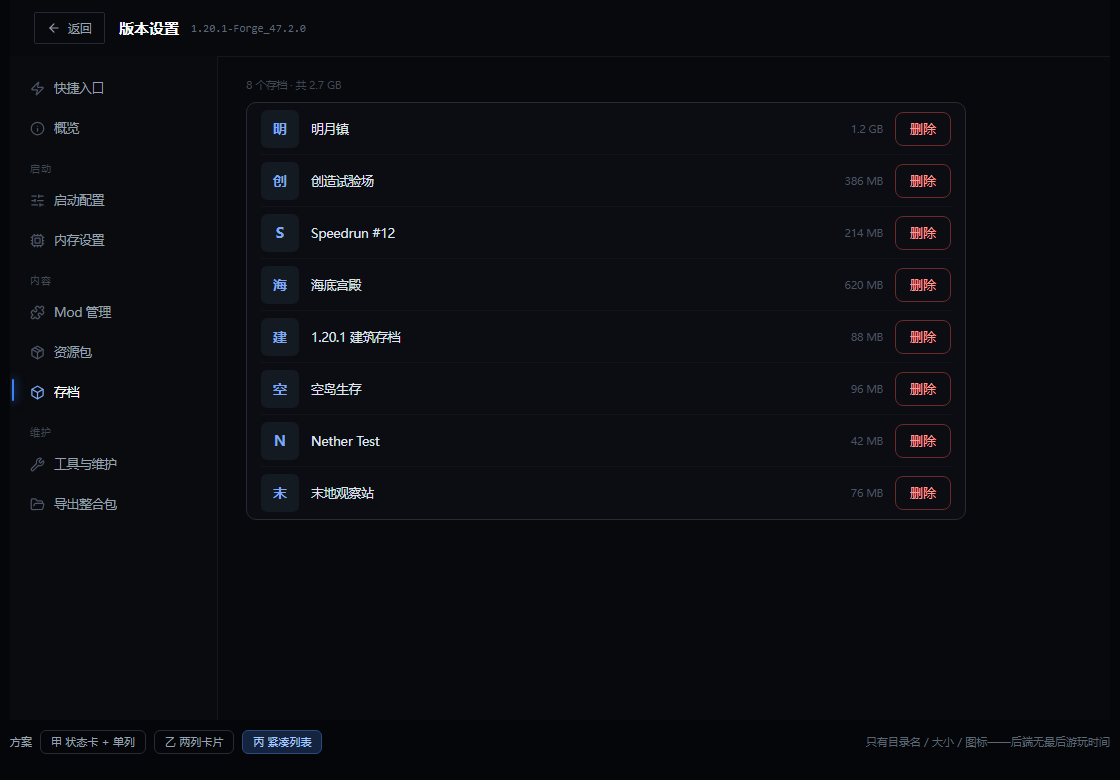 返回 版本设置 1.20.1-Forge_47.2.0
快捷入口
概览
启动
启动配置
内存设置
内容
Mod 管理
资源包
存档
维护
工具与维护
导出整合包
8 个存档 · 共 2.7 GB
明 明月镇 1.2 GB 删除
创 创造试验场 386 MB 删除
S Speedrun #12 214 MB 删除
海 海底宫殿 620 MB 删除
建 1.20.1 建筑存档 88 MB 删除
空 空岛生存 96 MB 删除
N Nether Test 42 MB 删除
末 末地观察站 76 MB 删除
方案 甲 状态卡 + 单列 乙 两列卡片 丙 紧凑列表 只有目录名 / 大小 / 图标——后端无最后游玩时间